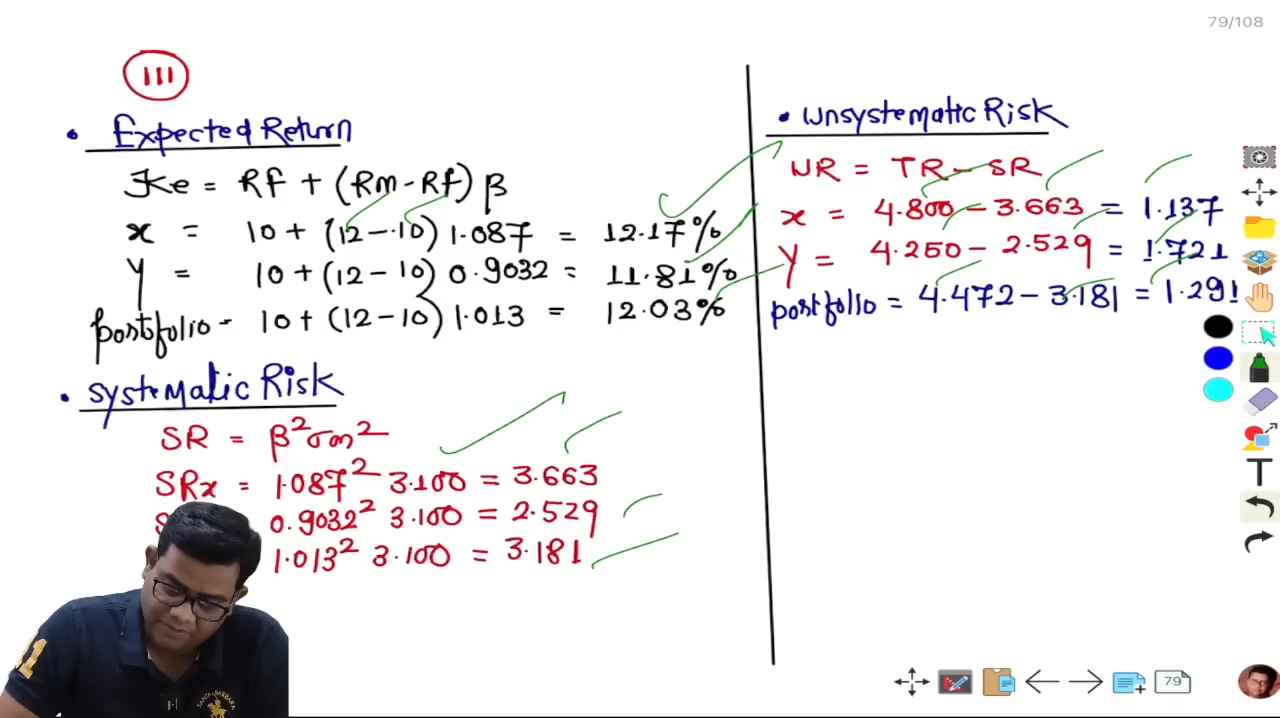 79/108
III
• Expected Return
Ke = Rf + (Rm - Rf) β
x = 10 + (12 - 10) 1.087 = 12.17%
Y = 10 + (12 - 10) 0.9032 = 11.81%
portfolio - 10 + (12 - 10) 1.013 = 12.03%
• Systematic Risk
SR = β² σm²
SRx = 1.087² 3.100 = 3.663
0.9032² 3.100 = 2.529
1.013² 3.100 = 3.181
• Unsystematic Risk
UR = TR - SR
x = 4.800 - 3.663 = 1.137
Y = 4.250 - 2.529 = 1.721
portfolio = 4.472 - 3.181 = 1.291
T
79